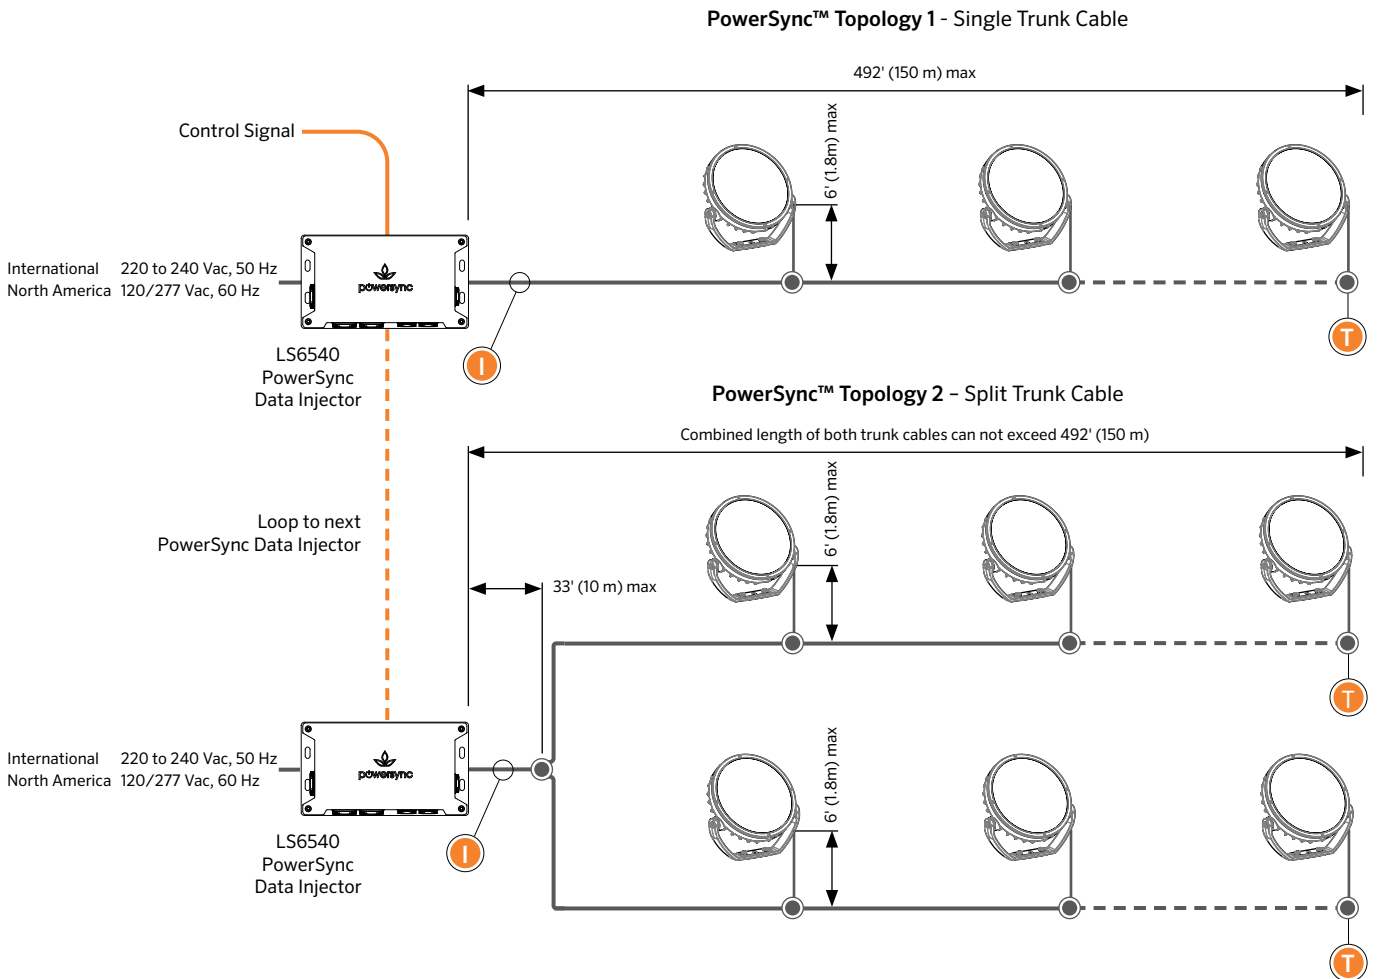 PowerSync™ Topology 1 - Single Trunk Cable
492' (150 m) max
6' (1.8m) max
Control Signal
International 220 to 240 Vac, 50 Hz
North America 120/277 Vac, 60 Hz
powersync
LS6540
PowerSync
Data Injector
I
T
PowerSync™ Topology 2 – Split Trunk Cable
Combined length of both trunk cables can not exceed 492' (150 m)
6' (1.8m) max
Loop to next
PowerSync Data Injector
33' (10 m) max
T
International 220 to 240 Vac, 50 Hz
North America 120/277 Vac, 60 Hz
powersync
6' (1.8m) max
LS6540
PowerSync
Data Injector
I
T